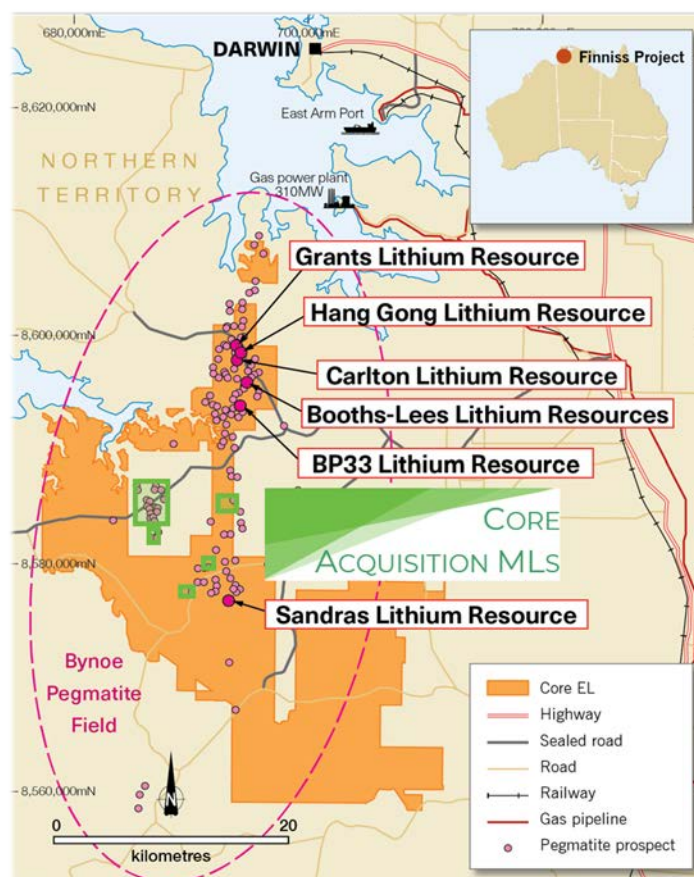 680,000mE
700,000mE
DARWIN
Finniss Project
8,620,000mN
East Arm Port
NORTHERN
TERRITORY
Gas power plant
310MW
Grants Lithium Resource
Hang Gong Lithium Resource
8,600,000mN
Carlton Lithium Resource
Booths-Lees Lithium Resources
BP33 Lithium Resource
CORE
ACQUISITION MLs
8,580,000mN
Sandras Lithium Resource
Bynoe
Pegmatite
Field
Core EL
Highway
Sealed road
Road
Railway
Gas pipeline
Pegmatite prospect
8,560,000mN
N
0 20
kilometres